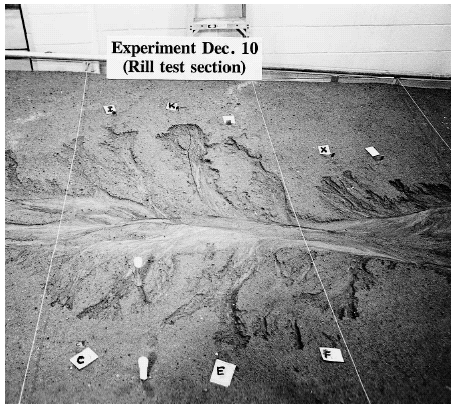 Experiment Dec. 10
(Rill test section)
I K
X
C E F